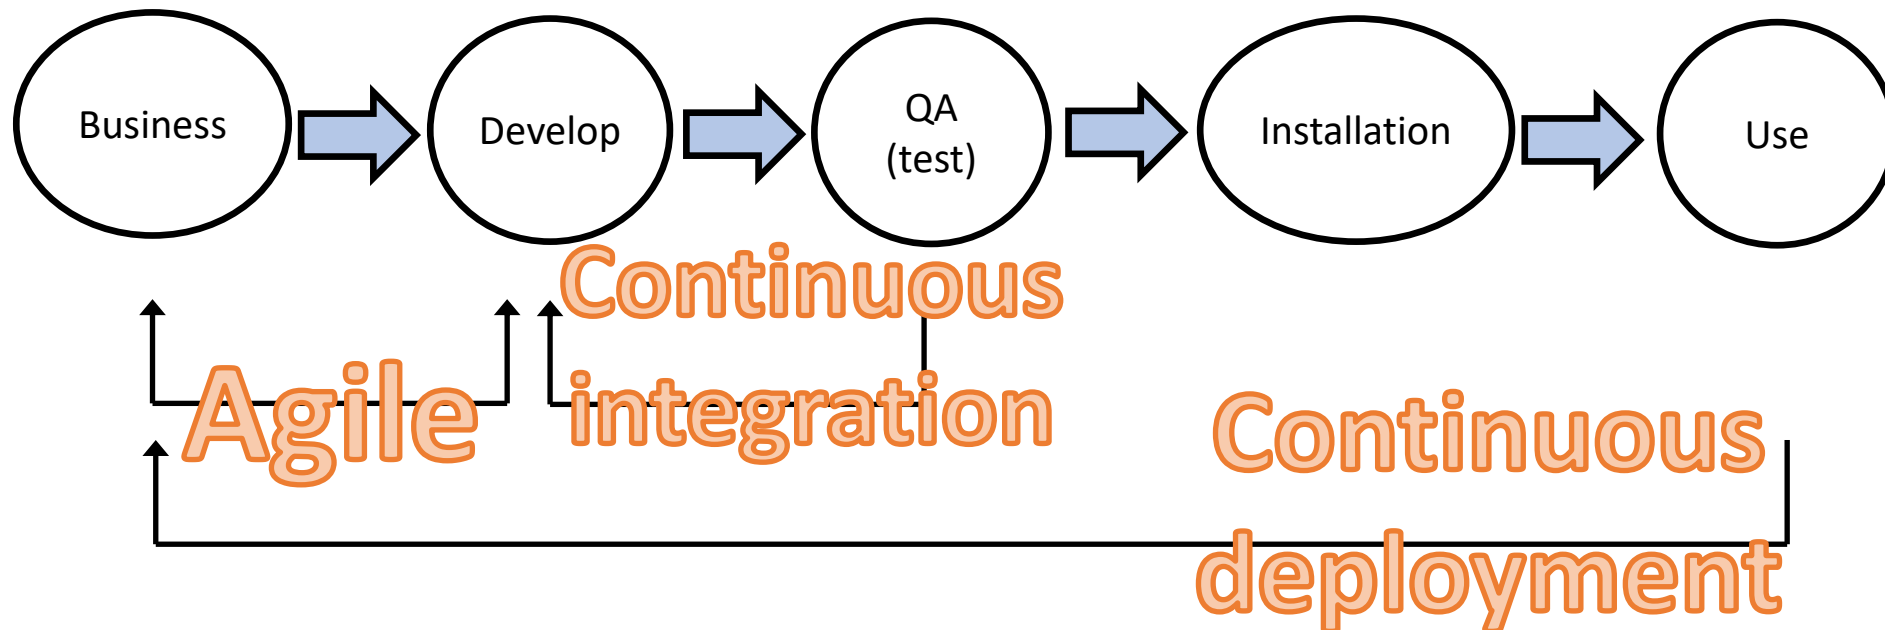 Business
Develop
QA
(test)
Installation
Use
Continuous
integration
Agile
Continuous
deployment